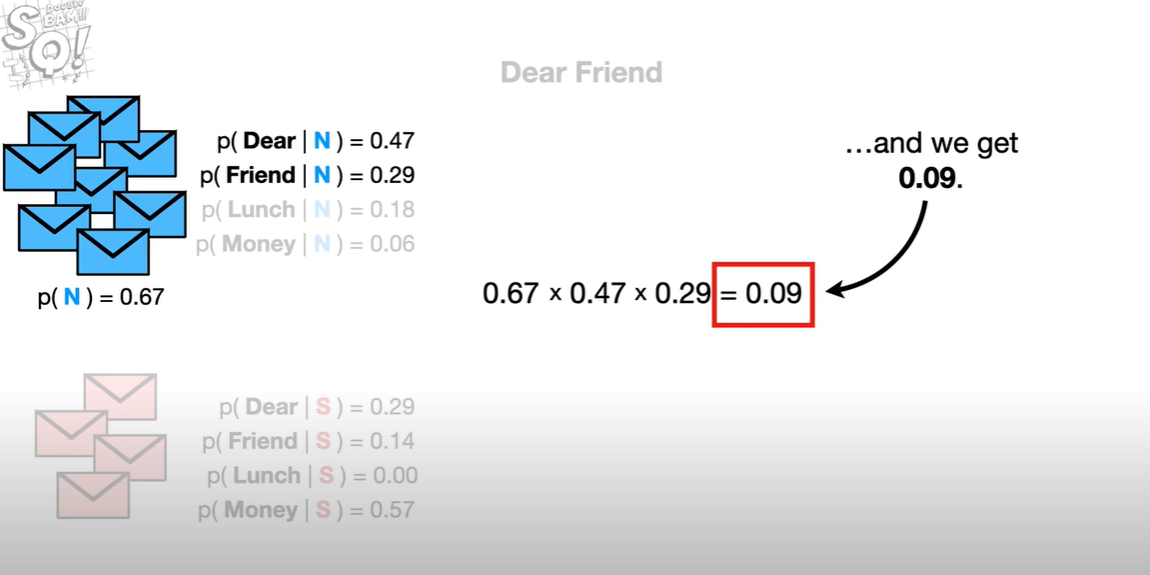 DOUBLE
BAM!!!
SQ!
Dear Friend
p( Dear | N ) = 0.47
p( Friend | N ) = 0.29
p( Lunch | N ) = 0.18
p( Money | N ) = 0.06
p( N ) = 0.67
…and we get
0.09.
0.67 x 0.47 x 0.29 = 0.09
p( Dear | S ) = 0.29
p( Friend | S ) = 0.14
p( Lunch | S ) = 0.00
p( Money | S ) = 0.57